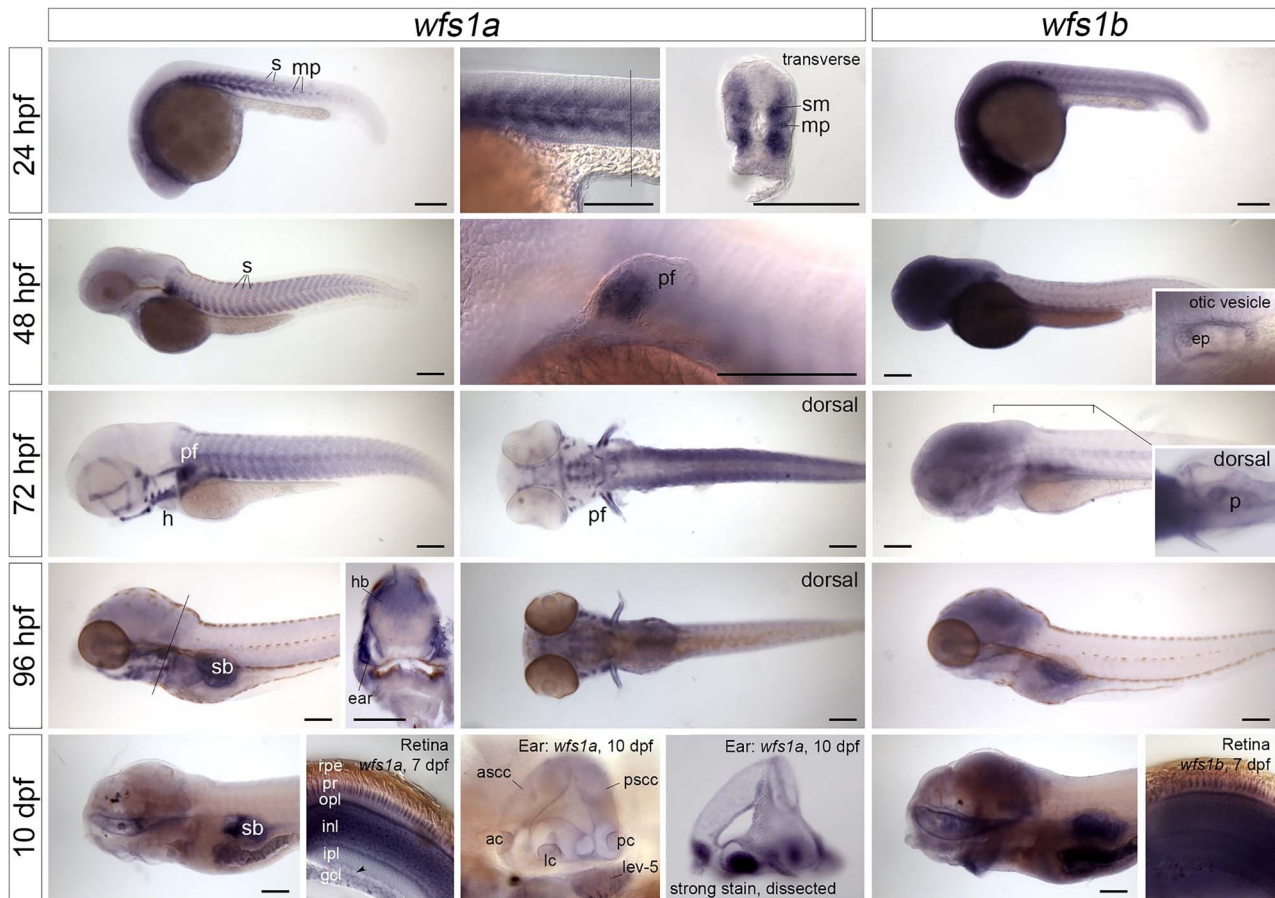 wfs1a
wfs1b
24 hpf
s
mp
transverse
sm
mp
48 hpf
s
pf
otic vesicle
ep
72 hpf
pf
h
dorsal
pf
dorsal
p
96 hpf
sb
hb
ear
dorsal
10 dpf
sb
Retina
wfs1a, 7 dpf
rpe
pr
opl
inl
ipl
gcl
Ear: wfs1a, 10 dpf
ascc
pscc
ac
lc
pc
lev-5
Ear: wfs1a, 10 dpf
strong stain, dissected
Retina
wfs1b, 7 dpf